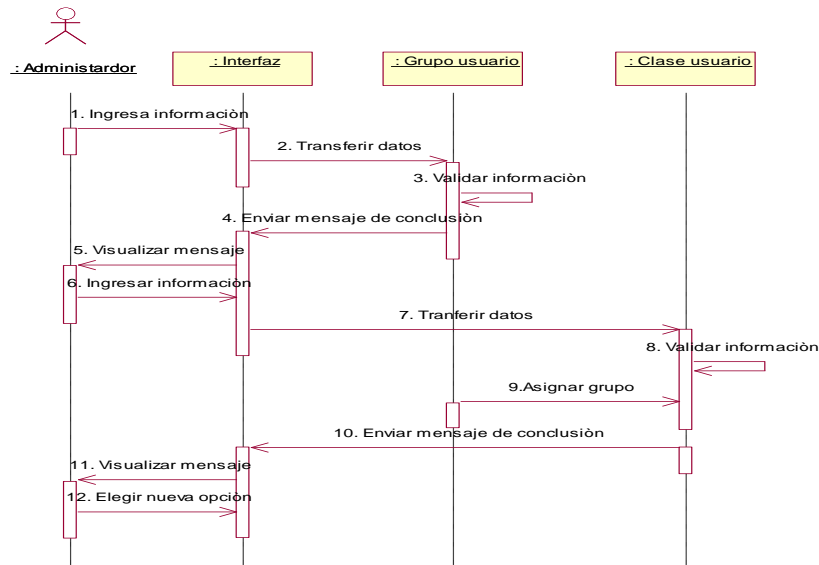 : Administardor
: Interfaz
: Grupo usuario
: Clase usuario
1. Ingresa informaciòn
2. Transferir datos
3. Validar informaciòn
4. Enviar mensaje de conclusiòn
5. Visualizar mensaje
6. Ingresar informaciòn
7. Tranferir datos
8. Validar informaciòn
9.Asignar grupo
10. Enviar mensaje de conclusiòn
11. Visualizar mensaje
12. Elegir nueva opciòn